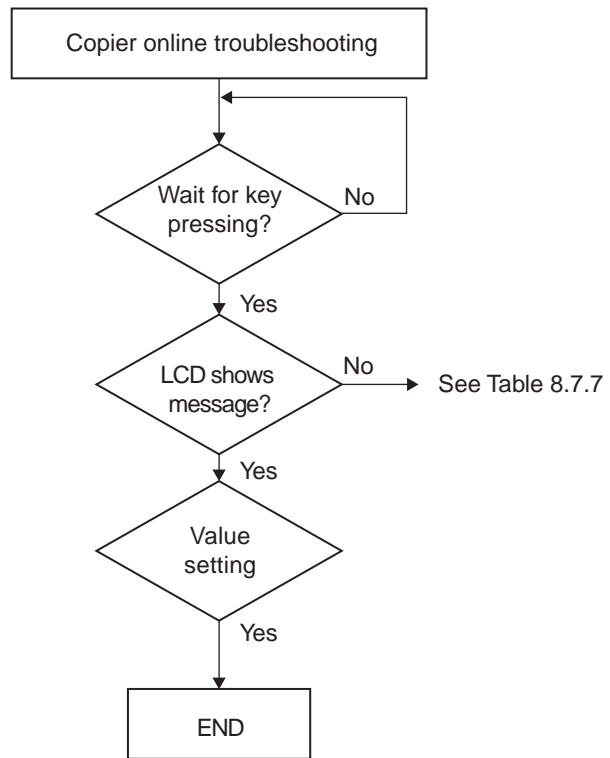 Copier online troubleshooting
Wait for key
pressing?
No
Yes
LCD shows
message?
No
See Table 8.7.7
Yes
Value
setting
Yes
END